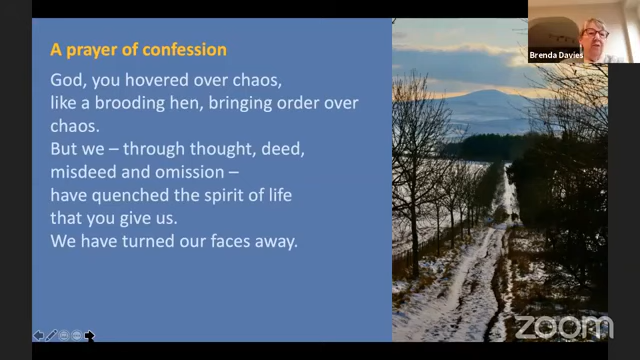 A prayer of confession
God, you hovered over chaos,
like a brooding hen, bringing order over
chaos.
But we – through thought, deed,
misdeed and omission –
have quenched the spirit of life
that you give us.
We have turned our faces away.
Brenda Davies
zoom